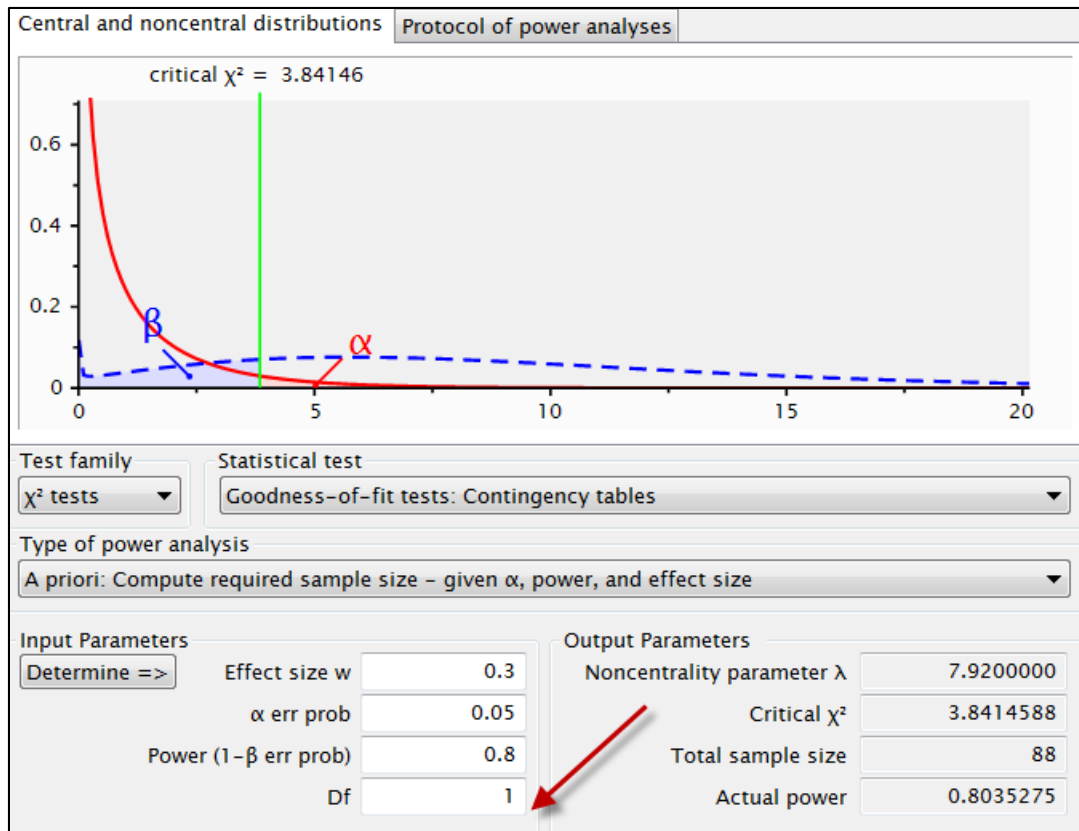 Central and noncentral distributions Protocol of power analyses
critical χ² = 3.84146
0.6
0.4
0.2
β
α
0
0 5 10 15 20
Test family Statistical test
χ² tests Goodness-of-fit tests: Contingency tables
Type of power analysis
A priori: Compute required sample size - given α, power, and effect size
Input Parameters Output Parameters
Determine => Effect size w 0.3 Noncentrality parameter λ 7.9200000
α err prob 0.05 Critical χ² 3.8414588
Power (1-β err prob) 0.8 Total sample size 88
Df 1 Actual power 0.8035275